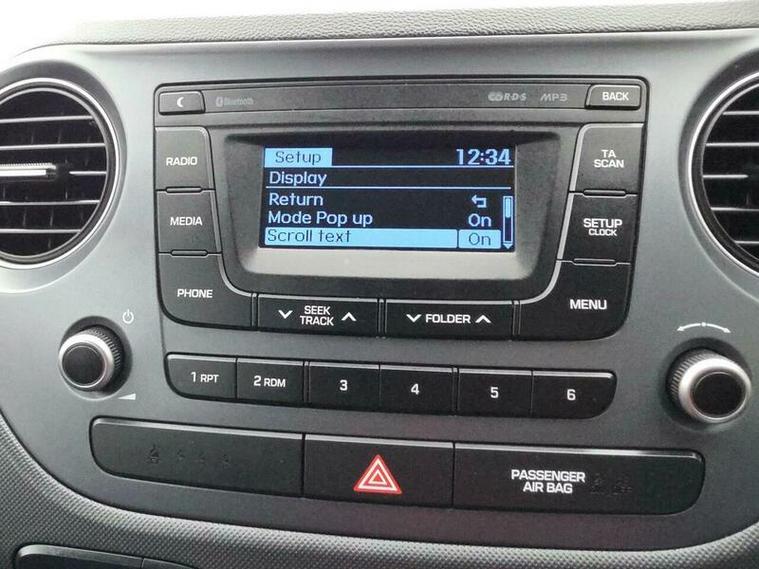 Bluetooth RDS MP3 BACK
RADIO
MEDIA
PHONE
Setup 12:34
Display
Return
Mode Pop up On
Scroll text On
TA
SCAN
SETUP
CLOCK
MENU
SEEK
TRACK
FOLDER
1 RPT 2 RDM 3 4 5 6
PASSENGER
AIR BAG